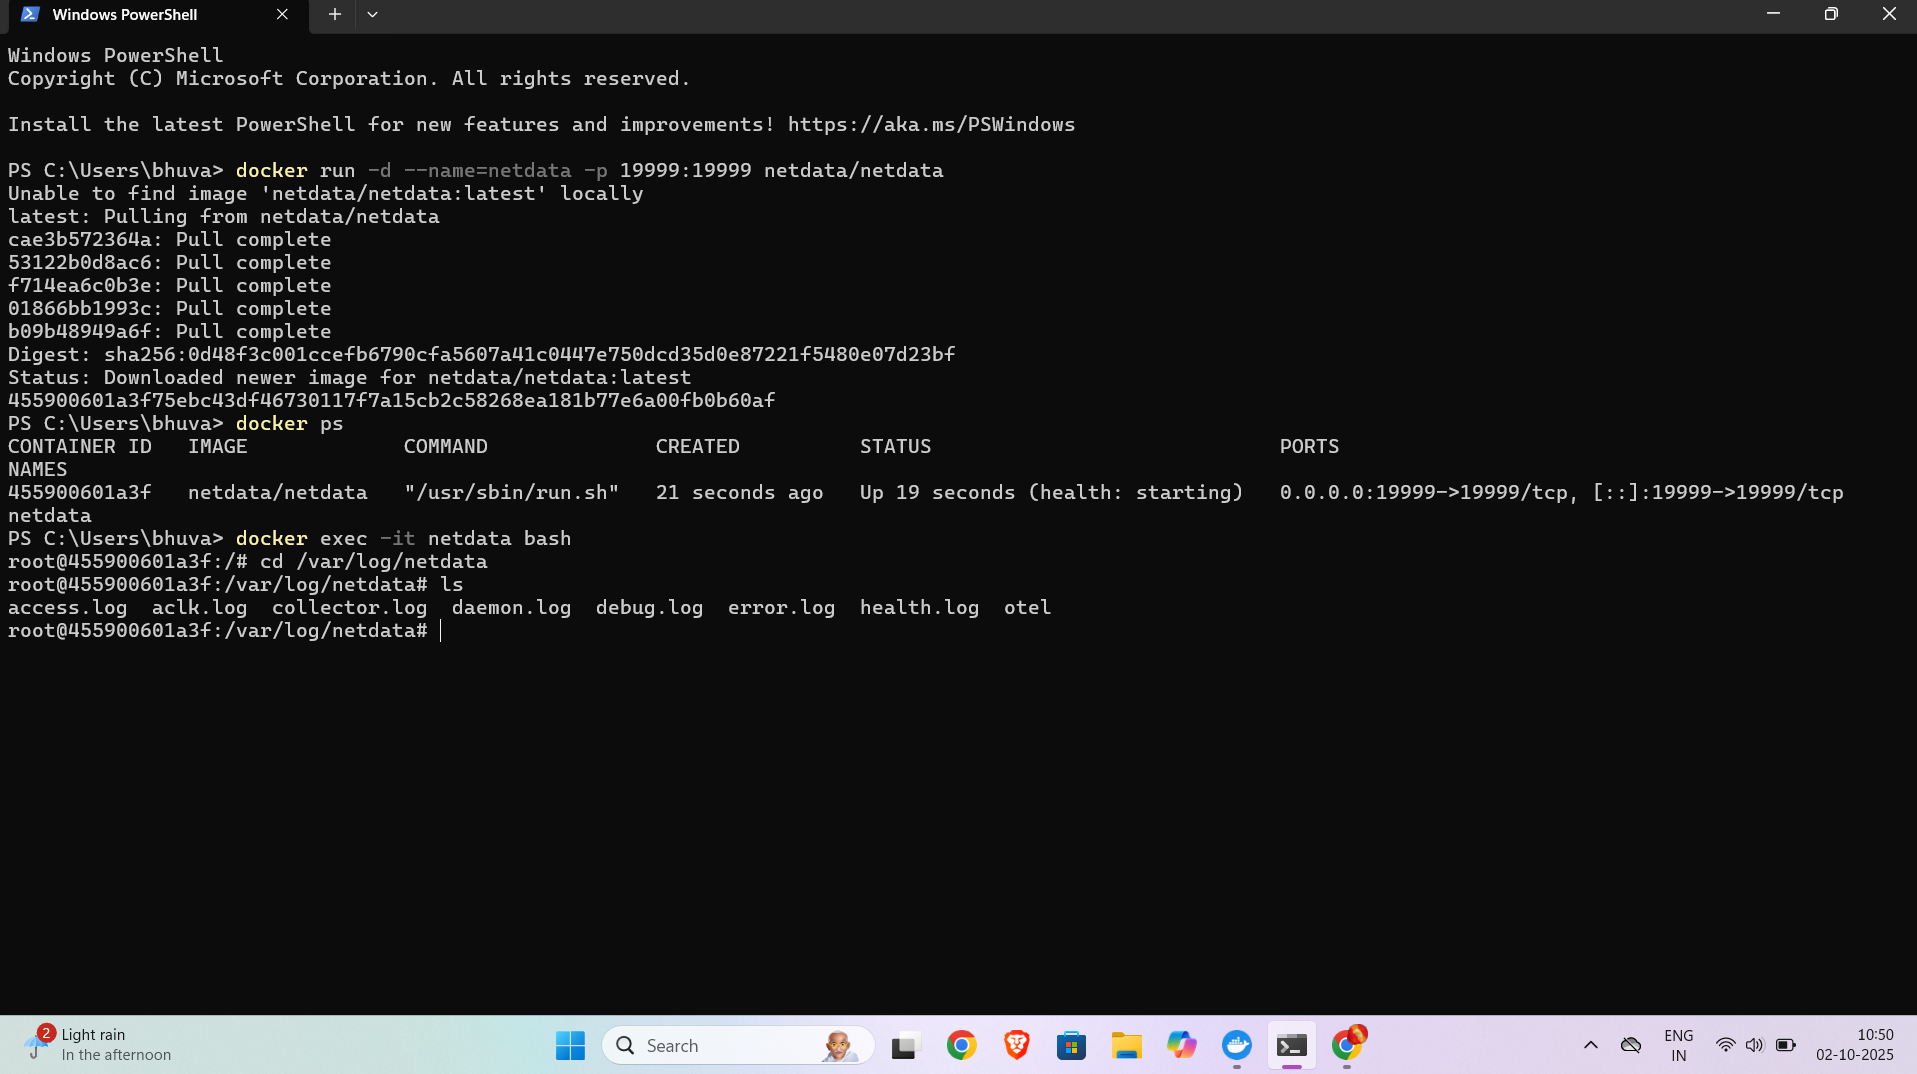 Windows PowerShell
Windows PowerShell
Copyright (C) Microsoft Corporation. All rights reserved.
Install the latest PowerShell for new features and improvements! https://aka.ms/PSWindows
PS C:\Users\bhuva> docker run -d --name=netdata -p 19999:19999 netdata/netdata
Unable to find image 'netdata/netdata:latest' locally
latest: Pulling from netdata/netdata
cae3b572364a: Pull complete
53122b0d8ac6: Pull complete
f714ea6c0b3e: Pull complete
01866bb1993c: Pull complete
b09b48949a6f: Pull complete
Digest: sha256:0d48f3c001ccefb6790cfa5607a41c0447e750dcd35d0e87221f5480e07d23bf
Status: Downloaded newer image for netdata/netdata:latest
455900601a3f75ebc43df46730117f7a15cb2c58268ea181b77e6a00fb0b60af
PS C:\Users\bhuva> docker ps
CONTAINER ID   IMAGE             COMMAND              CREATED          STATUS                             PORTS
NAMES
455900601a3f   netdata/netdata   "/usr/sbin/run.sh"   21 seconds ago   Up 19 seconds (health: starting)   0.0.0.0:19999->19999/tcp, [::]:19999->19999/tcp
netdata
PS C:\Users\bhuva> docker exec -it netdata bash
root@455900601a3f:/# cd /var/log/netdata
root@455900601a3f:/var/log/netdata# ls
access.log  aclk.log  collector.log  daemon.log  debug.log  error.log  health.log  otel
root@455900601a3f:/var/log/netdata#
2
Light rain
In the afternoon
Search
ENG
IN
10:50
02-10-2025